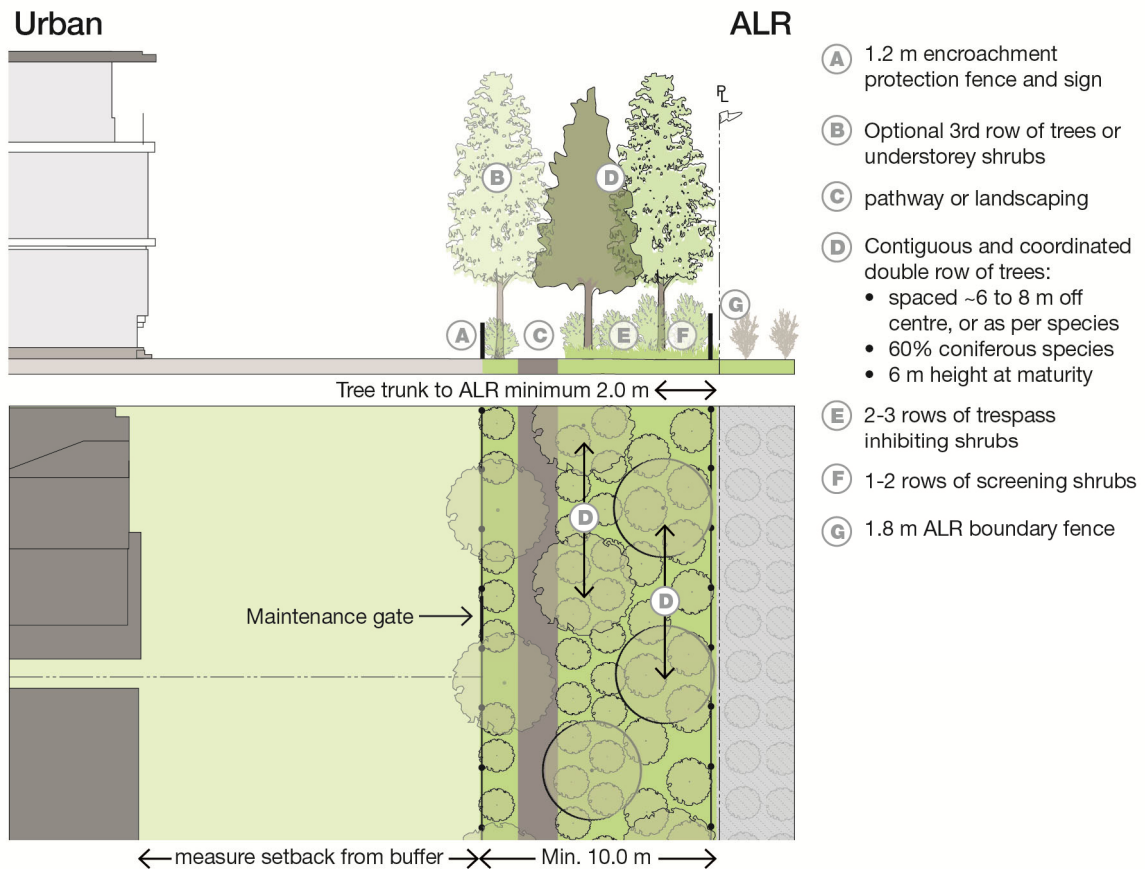 Urban
ALR
PL
B
D
A
C
E
F
G
Tree trunk to ALR minimum 2.0 m
D
D
Maintenance gate
measure setback from buffer
Min. 10.0 m
A 1.2 m encroachment
protection fence and sign
B Optional 3rd row of trees or
understorey shrubs
C pathway or landscaping
D Contiguous and coordinated
double row of trees:
• spaced ~6 to 8 m off
centre, or as per species
• 60% coniferous species
• 6 m height at maturity
E 2-3 rows of trespass
inhibiting shrubs
F 1-2 rows of screening shrubs
G 1.8 m ALR boundary fence